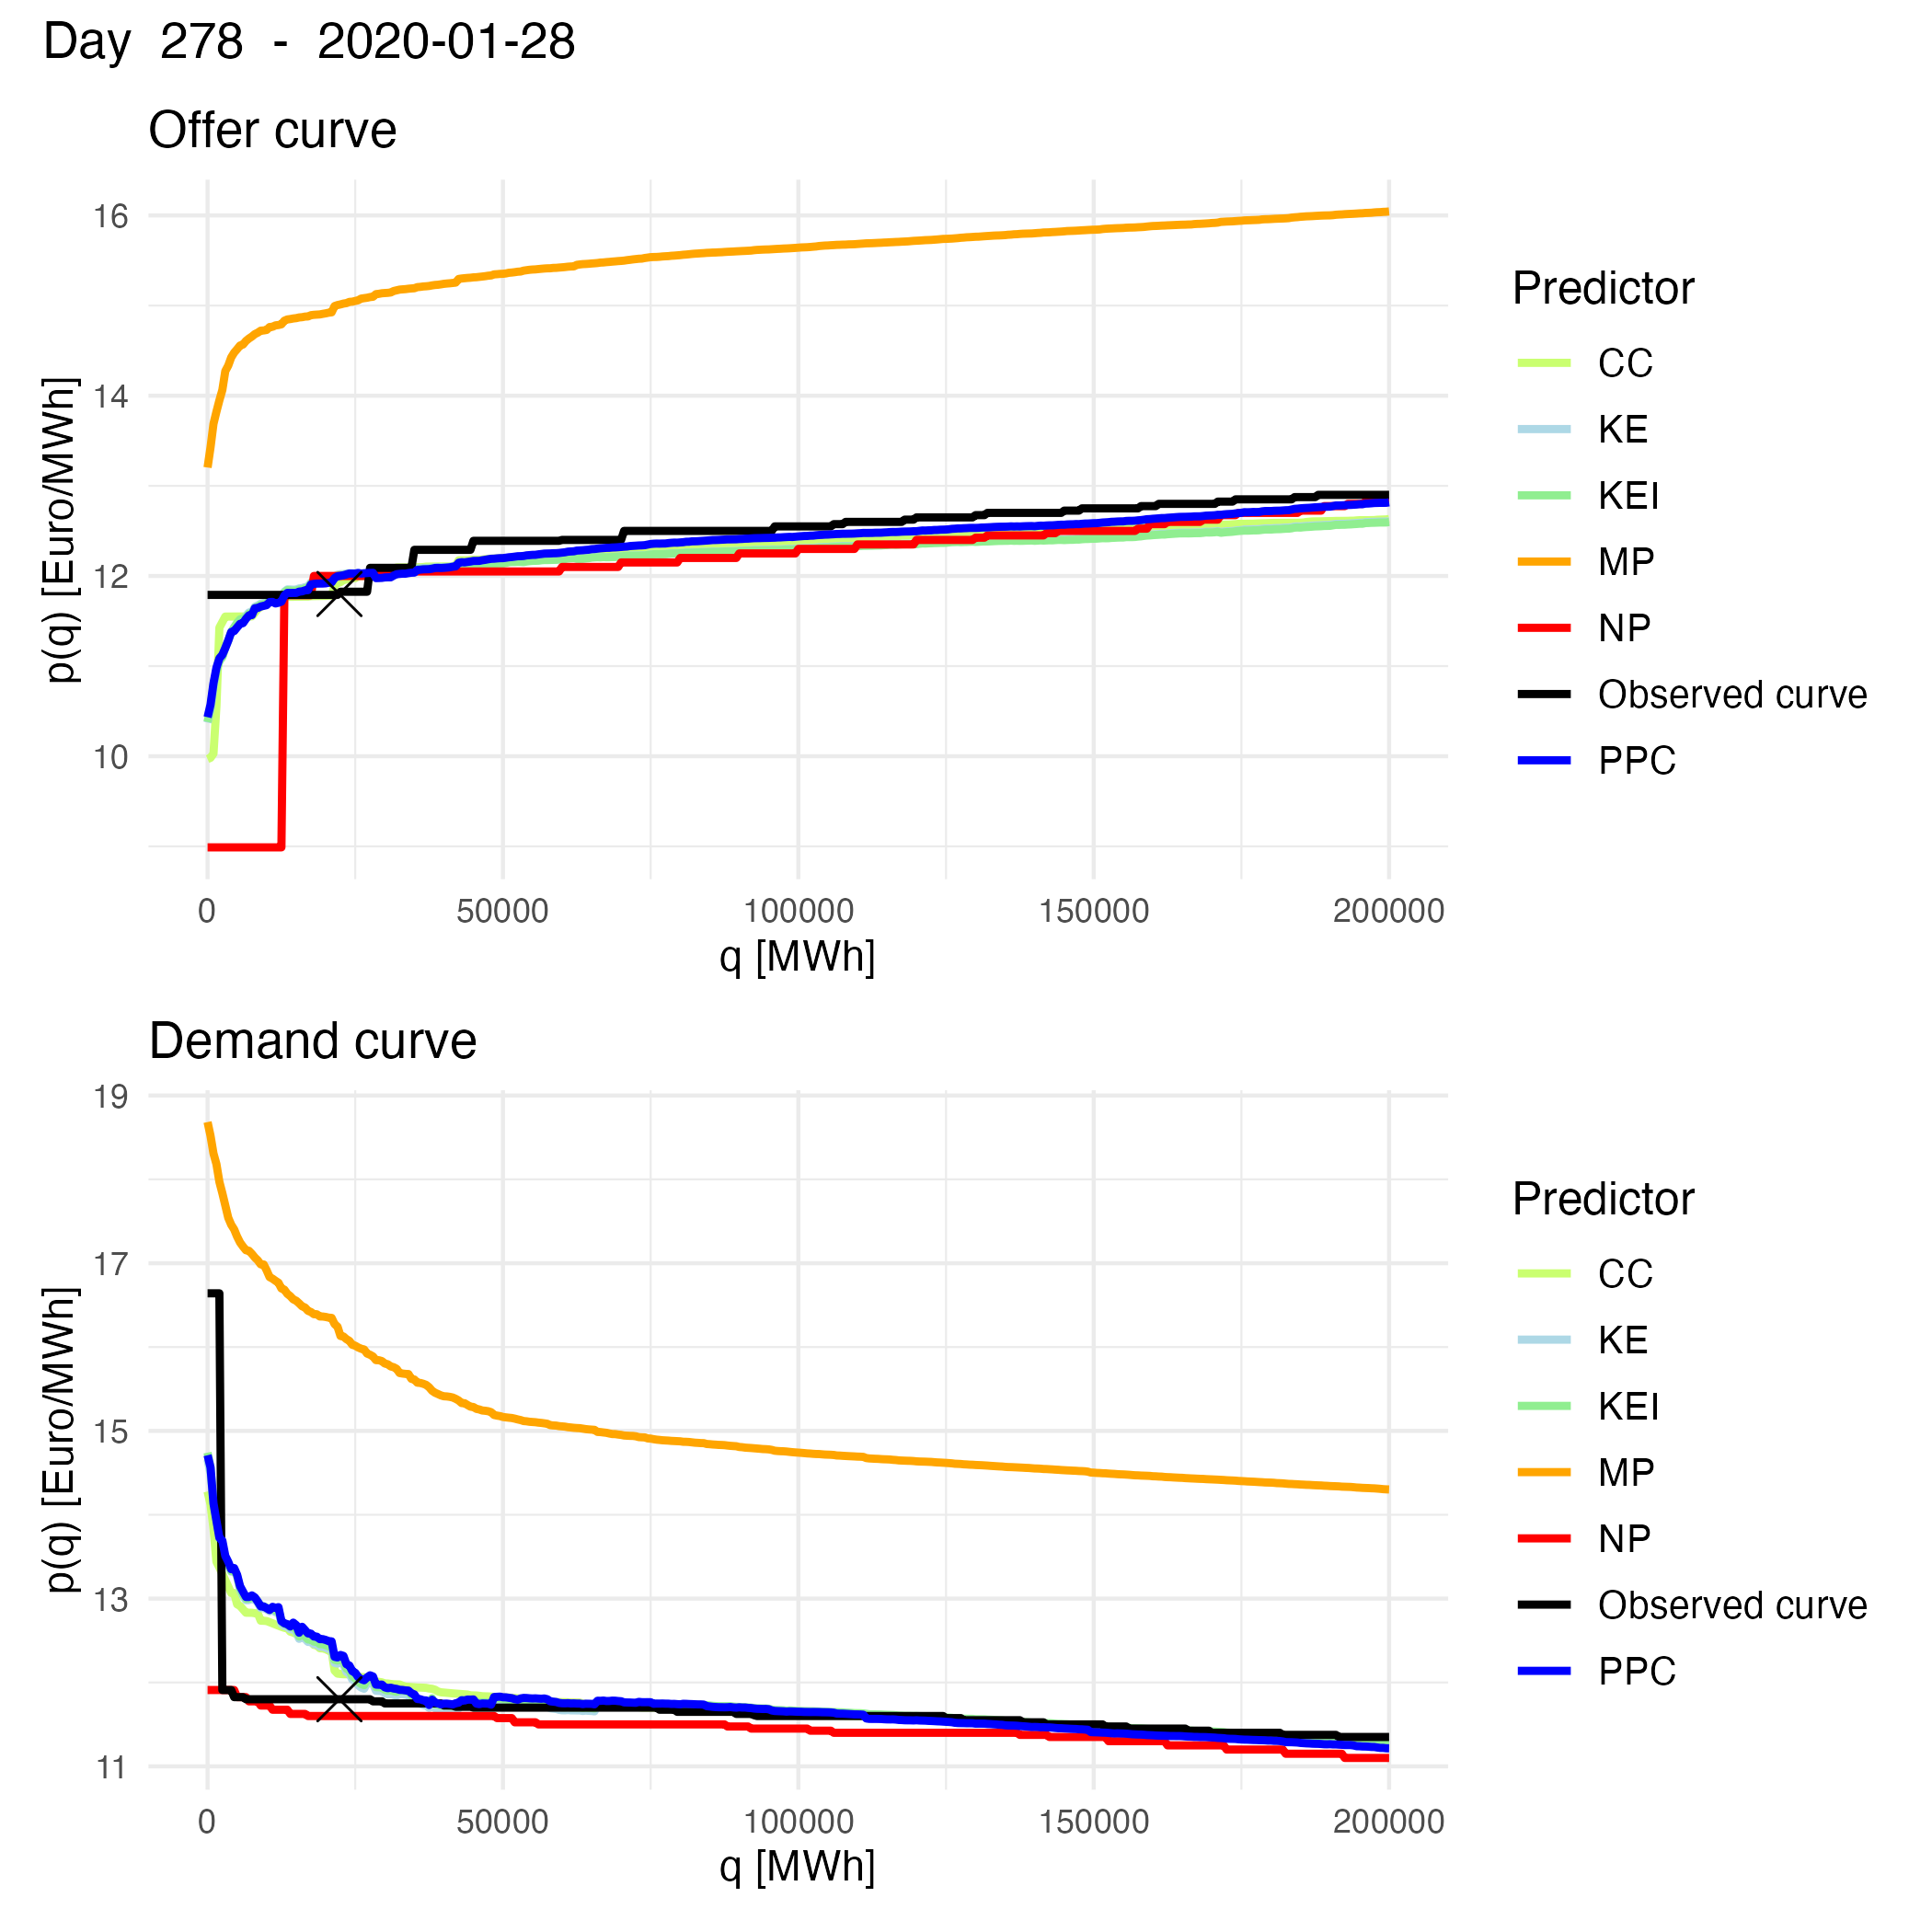 Day 278 - 2020-01-28
Offer curve
p(q) [Euro/MWh]
16
14
12
10
0 50000 100000 150000 200000
q [MWh]
Predictor
CC
KE
KEI
MP
NP
Observed curve
PPC
Demand curve
p(q) [Euro/MWh]
19
17
15
13
11
0 50000 100000 150000 200000
q [MWh]
Predictor
CC
KE
KEI
MP
NP
Observed curve
PPC